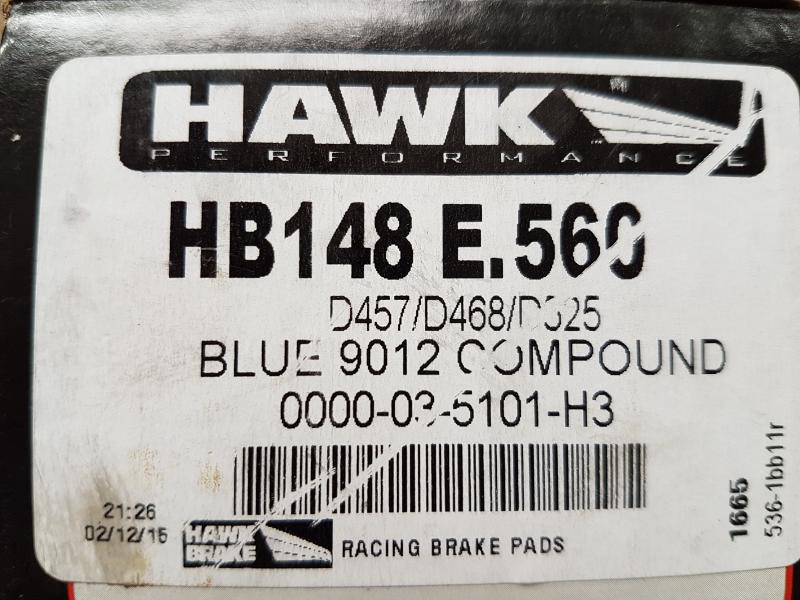 HAWK
PERFORMANCE
HB148 E.560
D457/D468/D525
BLUE 9012 COMPOUND
0000-03-5101-H3
21:26
02/12/15
HAWK
BRAKE
RACING BRAKE PADS
1665
536-1bb11r